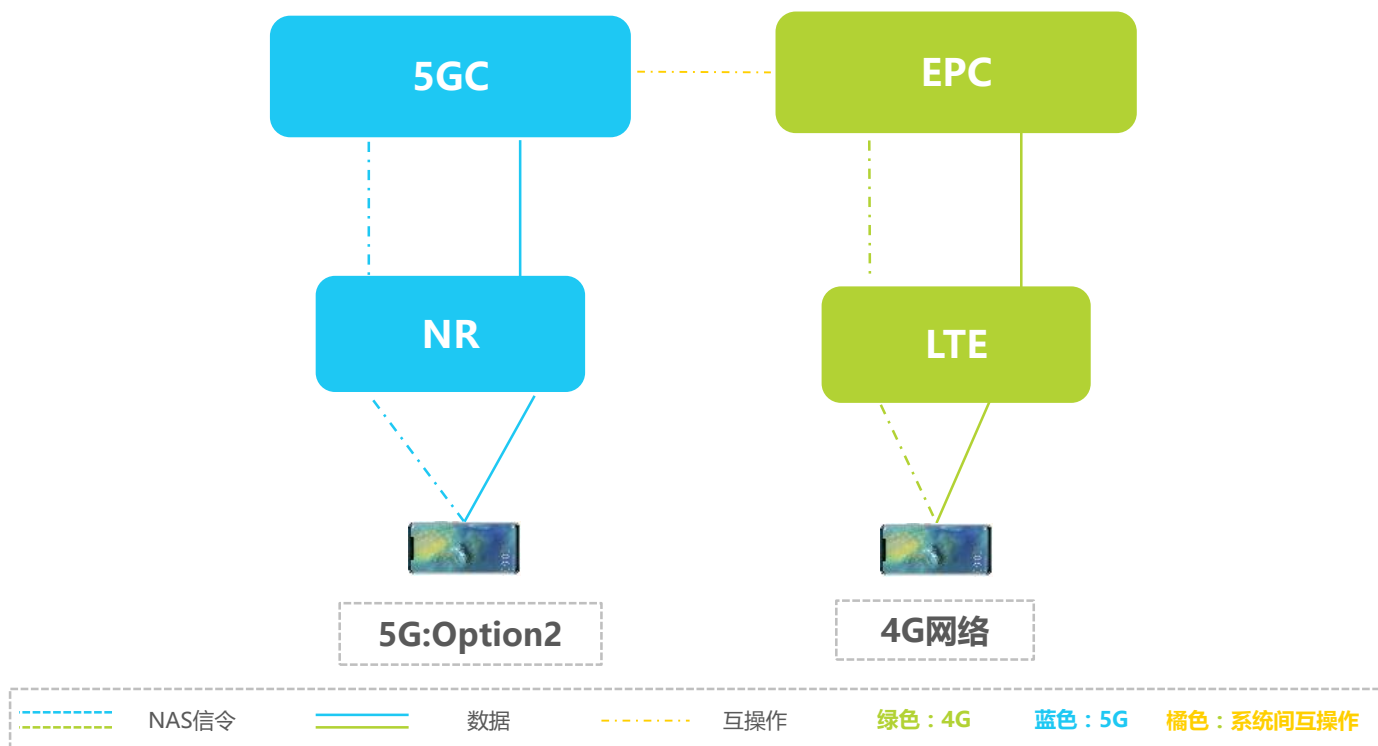 5GC
EPC
NR
LTE
5G:Option2
4G网络
NAS信令
数据
互操作
绿色：4G
蓝色：5G
橘色：系统间互操作